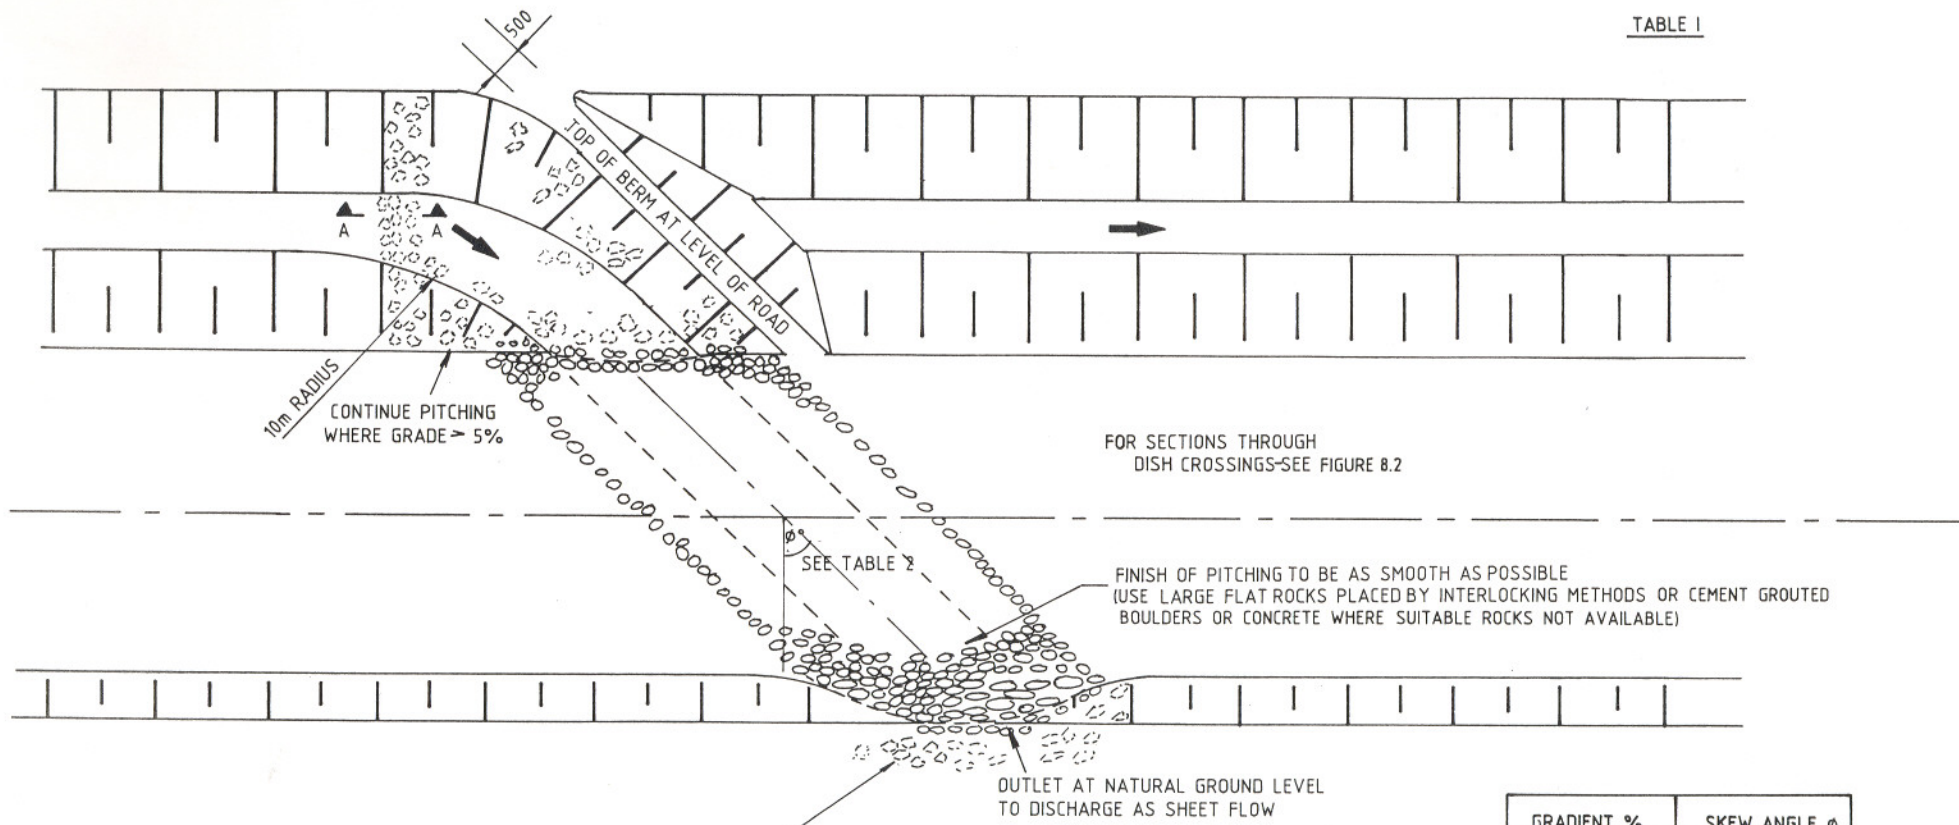 TABLE I
500
TOP OF BERM AT LEVEL OF ROAD
A A
10m RADIUS
CONTINUE PITCHING
WHERE GRADE > 5%
FOR SECTIONS THROUGH
DISH CROSSINGS-SEE FIGURE 8.2
φ°
SEE TABLE 2
FINISH OF PITCHING TO BE AS SMOOTH AS POSSIBLE
(USE LARGE FLAT ROCKS PLACED BY INTERLOCKING METHODS OR CEMENT GROUTED
BOULDERS OR CONCRETE WHERE SUITABLE ROCKS NOT AVAILABLE)
OUTLET AT NATURAL GROUND LEVEL
TO DISCHARGE AS SHEET FLOW
GRADIENT % SKEW ANGLE φ